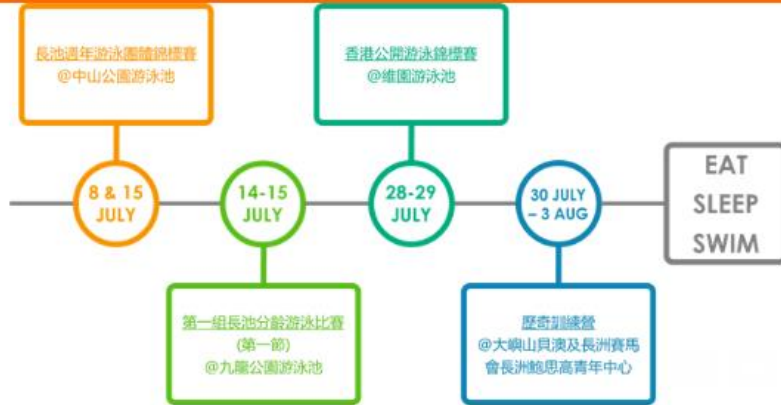 長池週年游泳團體錦標賽
@中山公園游泳池
香港公開游泳錦標賽
@維園游泳池
8 & 15
JULY
14-15
JULY
28-29
JULY
30 JULY
– 3 AUG
EAT
SLEEP
SWIM
第一組長池分齡游泳比賽
(第一節)
@九龍公園游泳池
歷奇訓練營
@大嶼山貝澳及長洲賽馬
會長洲鮑思高青年中心